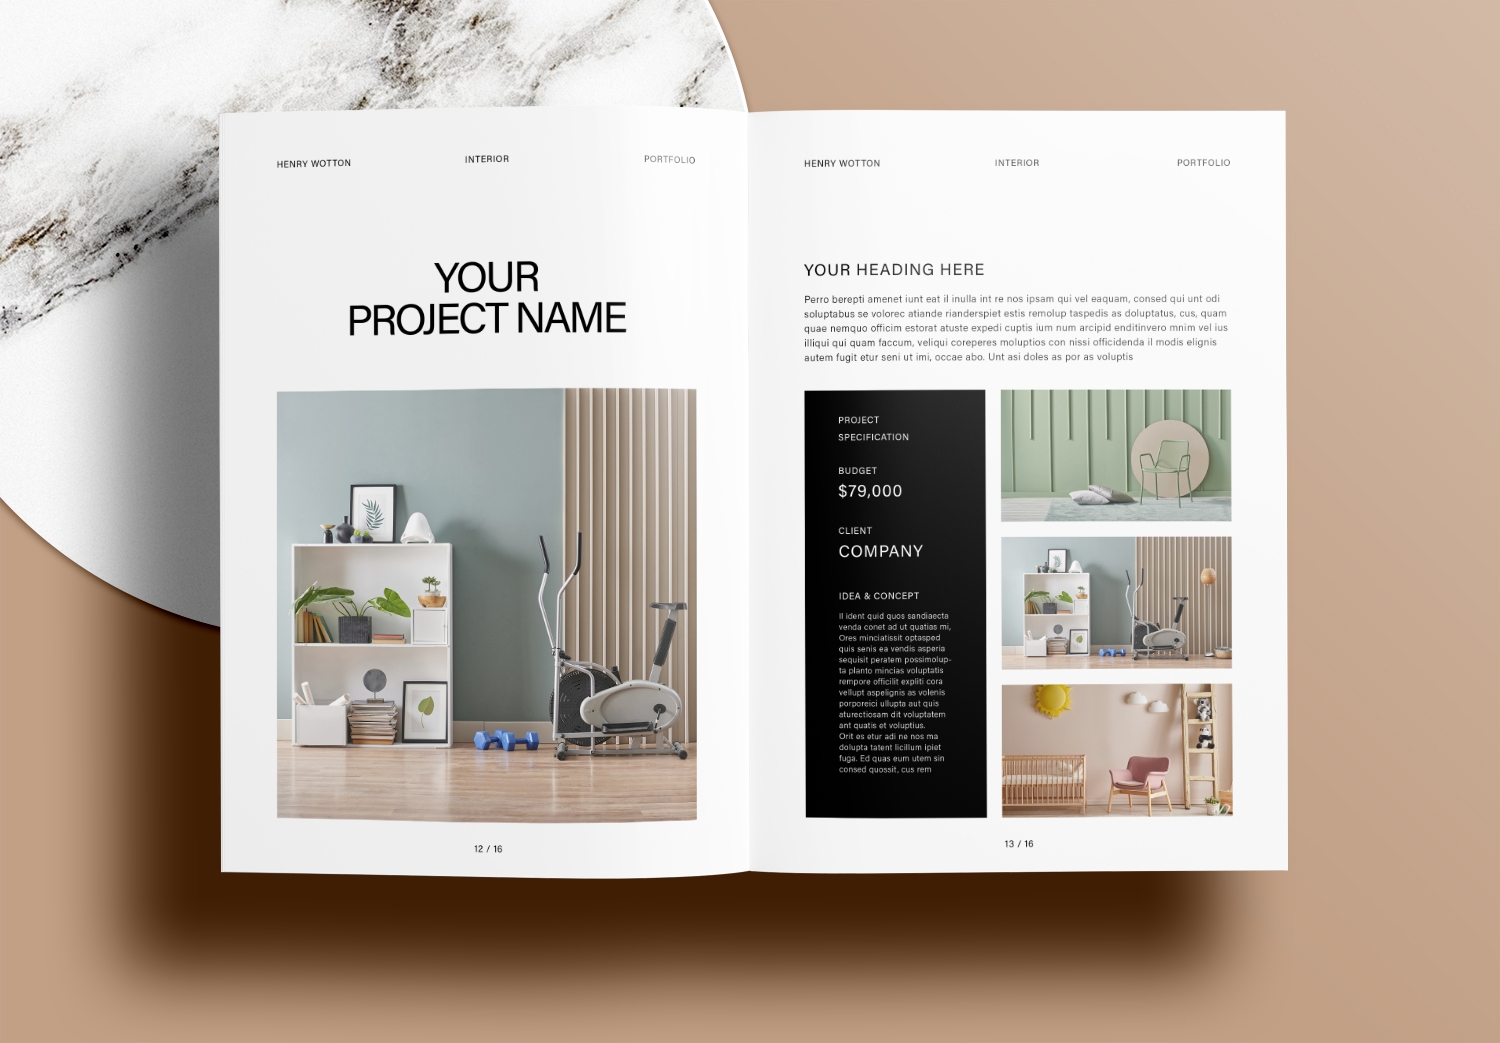 HENRY WOTTON
INTERIOR
PORTFOLIO
YOUR
PROJECT NAME
12 / 16
HENRY WOTTON
INTERIOR
PORTFOLIO
YOUR HEADING HERE
Perro berepti amenet iunt eat il inulla int re nos ipsam qui vel eaquam, consed qui unt odi
soluptabus se volorec atiande rianderspiet estis remolup taspedis as doluptatus, cus, quam
quae nemquo officim estorat atuste expedi cuptis ium num arcipid enditinvero mnim vel ius
illiqui qui quam faccum, veliqui coreperes moluptios con nissi officidenda il modis elignis
autem fugit etur seni ut imi, occae abo. Unt asi doles as por as voluptis
PROJECT
SPECIFICATION
BUDGET
$79,000
CLIENT
COMPANY
IDEA & CONCEPT
Il ident quid quos sandiaecta
venda conet ad ut quatias mi,
Ores minciatissit optasped
quis senis ea vendis asperia
sequisit peratem possimolup-
ta planto mincias voluptatis
rempore officilit expliti cora
vellupt aspelignis as volenis
porporeici ullupta aut quis
aturectiosam dit voluptatem
ant quatis et voluptius.
Orit es etur adi ne nos ma
dolupta tatent licillum ipiet
fuga. Ed quas eum utem sin
consed quossit, cus rem
13 / 16